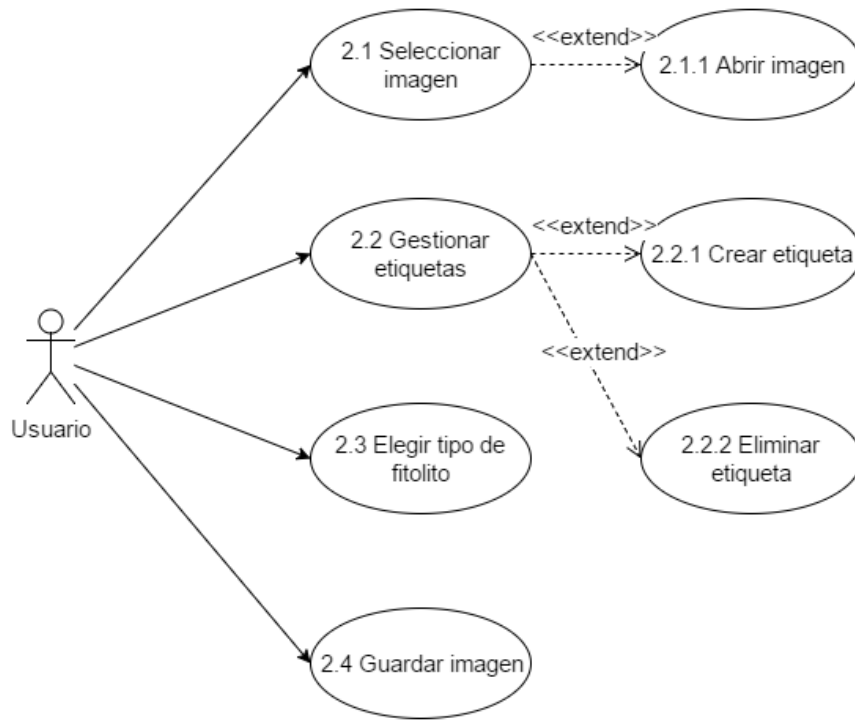 2.1 Seleccionar
imagen
<<extend>>
2.1.1 Abrir imagen
2.2 Gestionar
etiquetas
<<extend>>
2.2.1 Crear etiqueta
<<extend>>
Usuario
2.3 Elegir tipo de
fitolito
2.2.2 Eliminar
etiqueta
2.4 Guardar imagen